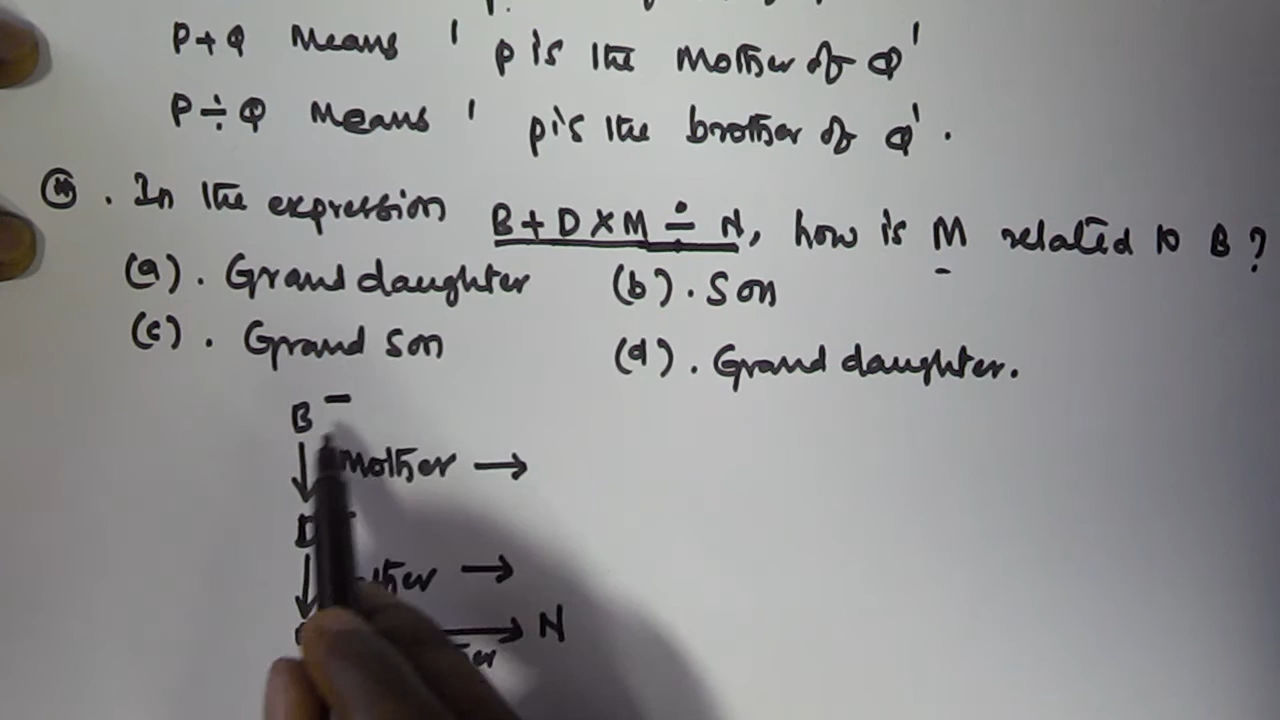 P+Q Means ' p is the Mother of Q'
P÷Q Means ' p is the brother of Q'.
. In the expression B+D×M÷N, how is M related to B?
(a). Grand daughter (b). Son
(c). Grand son (d). Grand daughter.
B –
↓ Mother →
D
↓ →
→ N